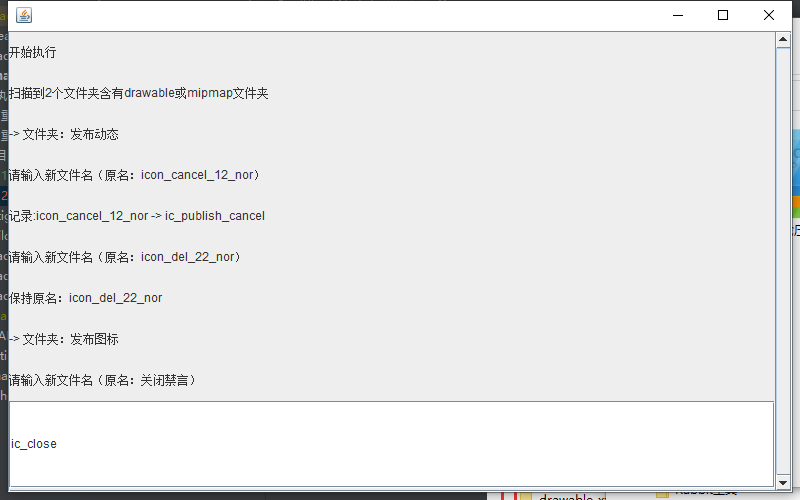 开始执行
扫描到2个文件夹含有drawable或mipmap文件夹
-> 文件夹：发布动态
请输入新文件名（原名：icon_cancel_12_nor）
记录:icon_cancel_12_nor -> ic_publish_cancel
请输入新文件名（原名：icon_del_22_nor）
保持原名：icon_del_22_nor
-> 文件夹：发布图标
请输入新文件名（原名：关闭禁言）
ic_close